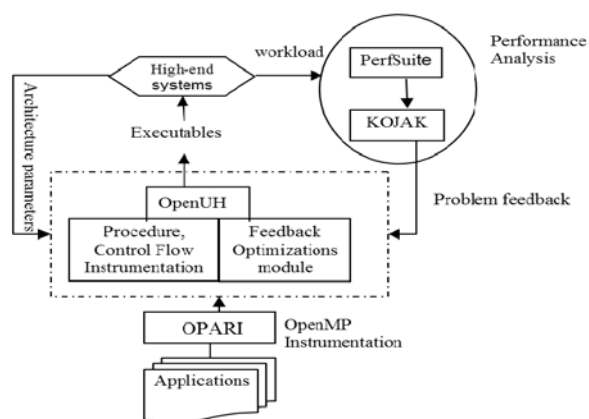 workload
Performance
Analysis
High-end
systems
PerfSuite
KOJAK
Executables
Architecture parameters
Problem feedback
OpenUH
Procedure,
Control Flow
Instrumentation
Feedback
Optimizations
module
OPARI
OpenMP
Instrumentation
Applications